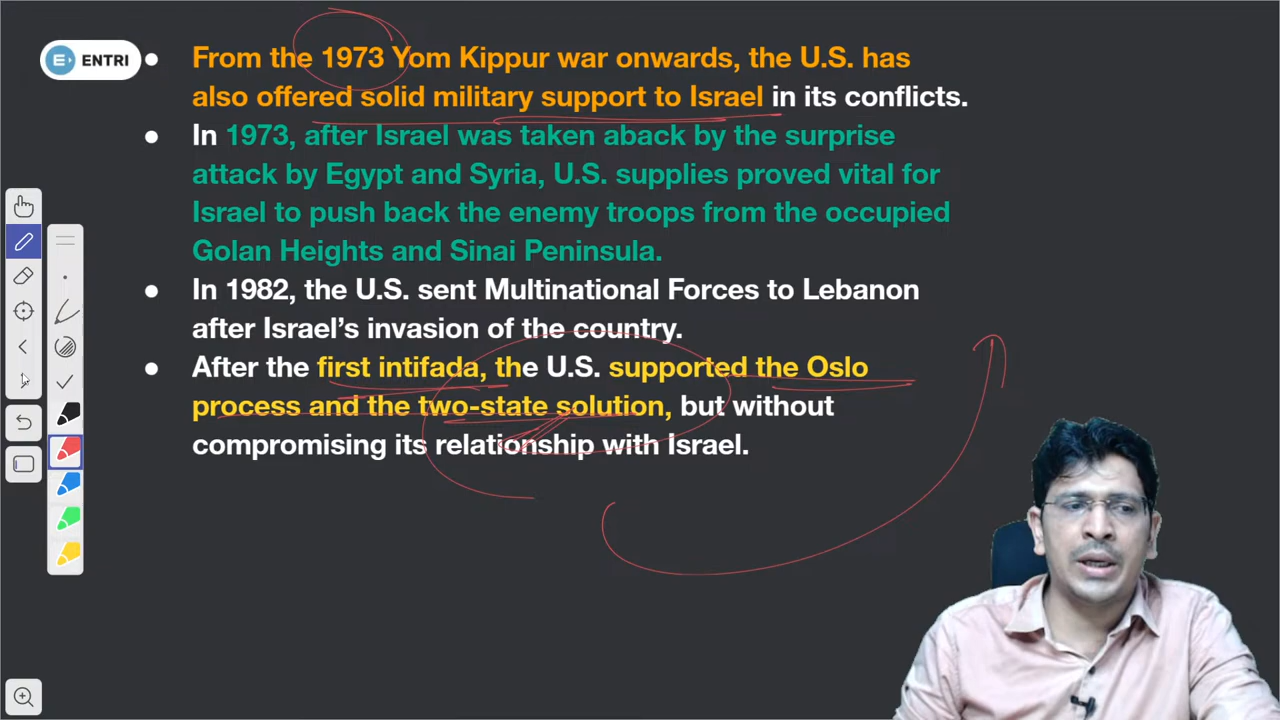 ENTRI
From the 1973 Yom Kippur war onwards, the U.S. has
also offered solid military support to Israel in its conflicts.
In 1973, after Israel was taken aback by the surprise
attack by Egypt and Syria, U.S. supplies proved vital for
Israel to push back the enemy troops from the occupied
Golan Heights and Sinai Peninsula.
In 1982, the U.S. sent Multinational Forces to Lebanon
after Israel’s invasion of the country.
After the first intifada, the U.S. supported the Oslo
process and the two-state solution, but without
compromising its relationship with Israel.